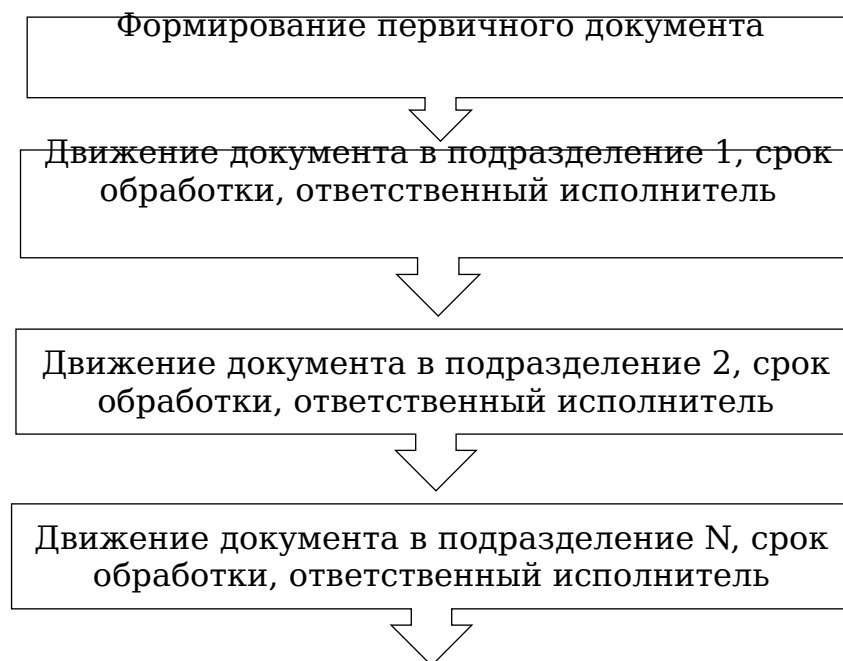 Формирование первичного документа
Движение документа в подразделение 1, срок
обработки, ответственный исполнитель
Движение документа в подразделение 2, срок
обработки, ответственный исполнитель
Движение документа в подразделение N, срок
обработки, ответственный исполнитель